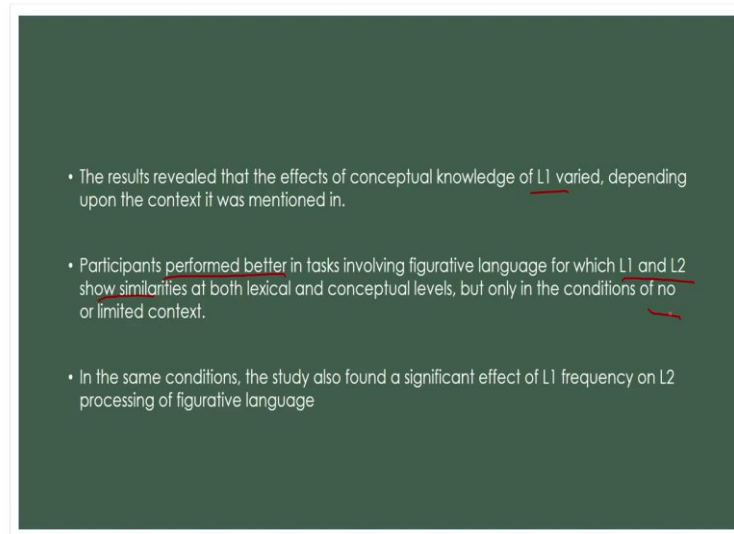 • The results revealed that the effects of conceptual knowledge of L1 varied, depending
upon the context it was mentioned in.
• Participants performed better in tasks involving figurative language for which L1 and L2
show similarities at both lexical and conceptual levels, but only in the conditions of no
or limited context.
• In the same conditions, the study also found a significant effect of L1 frequency on L2
processing of figurative language